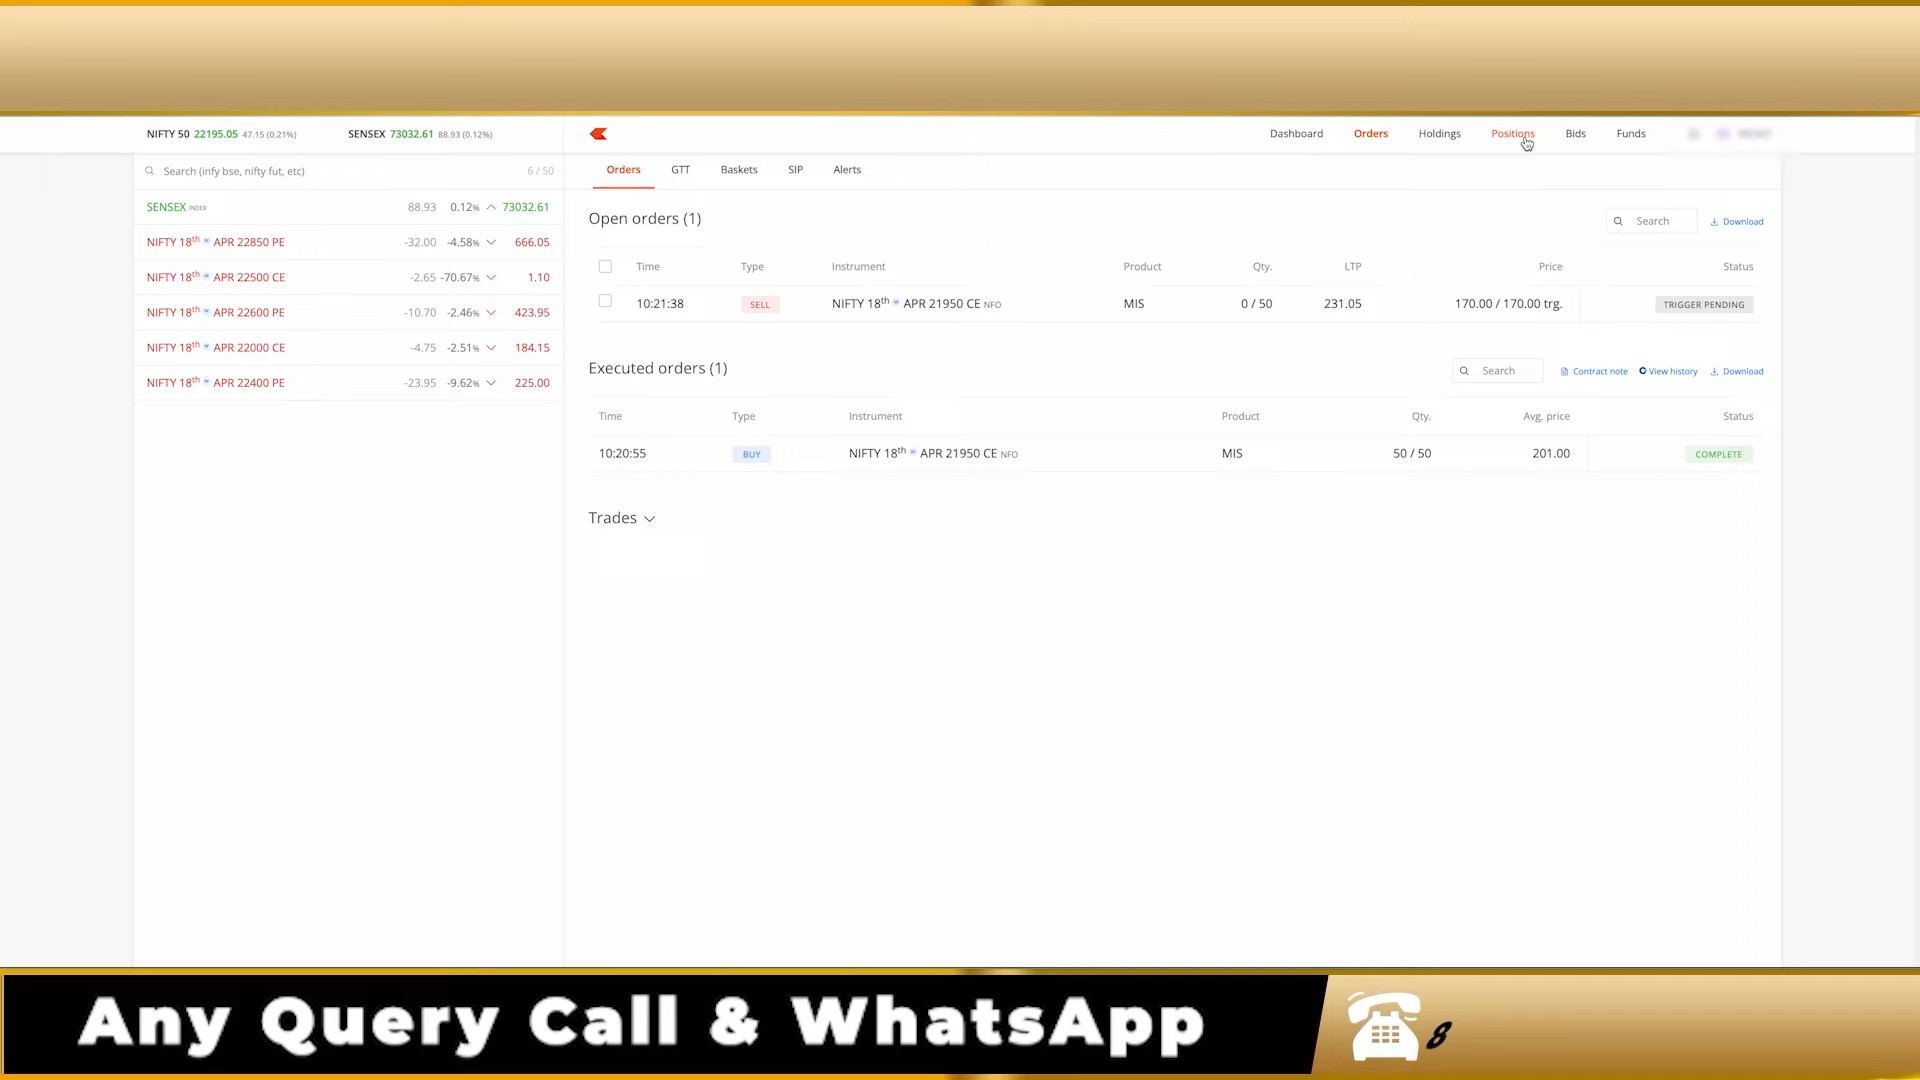 NIFTY 50 22195.05 47.15 (0.21%) SENSEX 73032.61 88.93 (0.12%)
Dashboard Orders Holdings Positions Bids Funds
Search (infy bse, nifty fut, etc) 6 / 50
SENSEX INDEX 88.93 0.12% 73032.61
NIFTY 18th W APR 22850 PE -32.00 -4.58% 666.05
NIFTY 18th W APR 22500 CE -2.65 -70.67% 1.10
NIFTY 18th W APR 22600 PE -10.70 -2.46% 423.95
NIFTY 18th W APR 22000 CE -4.75 -2.51% 184.15
NIFTY 18th W APR 22400 PE -23.95 -9.62% 225.00
Orders GTT Baskets SIP Alerts
Open orders (1) Search Download
Time Type Instrument Product Qty. LTP Price Status
10:21:38 SELL NIFTY 18th W APR 21950 CE NFO MIS 0 / 50 231.05 170.00 / 170.00 trg. TRIGGER PENDING
Executed orders (1) Search Contract note View history Download
Time Type Instrument Product Qty. Avg. price Status
10:20:55 BUY NIFTY 18th W APR 21950 CE NFO MIS 50 / 50 201.00 COMPLETE
Trades
Any Query Call & WhatsApp 8